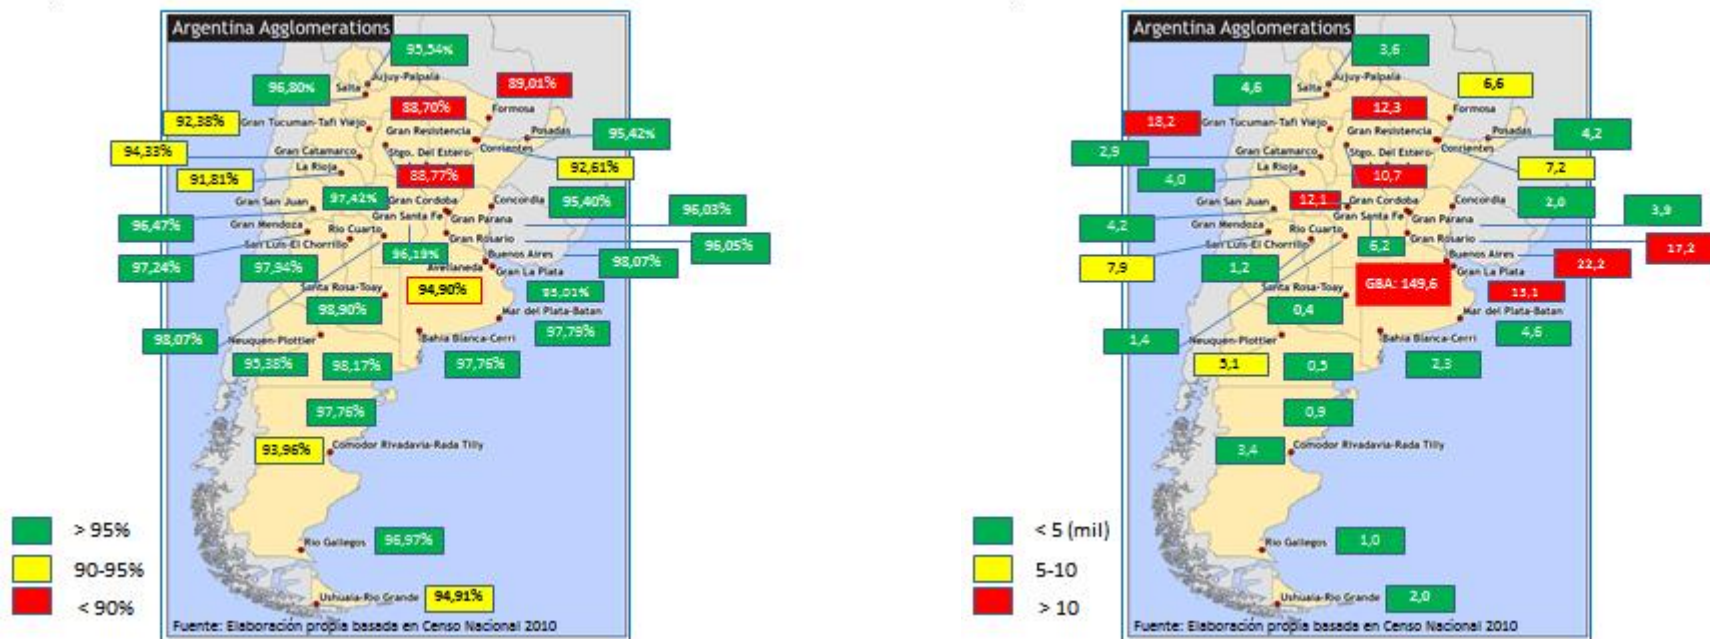 Argentina Agglomerations
95,54%
Jujuy-Palpala
96,80%
Salta
89,01%
88,70%
Formosa
92,38%
Gran Tucuman-Tafi Viejo
Gran Resistencia
Posadas
95,42%
94,33%
Gran Catamarco
Stgo. Del Estero-
Corrientes
92,61%
La Rioja
91,81%
88,77%
97,42%
Gran Cordoba
Concordia
95,40%
Gran San Juan
Gran Santa Fe
Gran Parana
96,03%
96,47%
Gran Mendoza
Rio Cuarto
San Luis-El Chorrillo
Gran Rosario
96,05%
96,19%
Buenos Aires
98,07%
97,24%
97,94%
Avellaneda
Gran La Plata
94,90%
Santa Rosa-Toay
98,90%
Mar del Plata-Batan
97,79%
98,07%
Neuquen-Plottier
Bahia Blanca-Cerri
95,38%
98,17%
97,76%
97,76%
93,96%
Comodor Rivadavia-Rada Tilly
> 95%
90-95%
< 90%
Rio Gallegos
96,97%
Ushuaia-Rio Grande
94,91%
Fuente: Elaboración propia basada en Censo Nacional 2010
Argentina Agglomerations
3,6
Jujuy-Palpala
4,6
Salta
6,6
12,3
Formosa
18,2
Gran Tucuman-Tafi Viejo
Gran Resistencia
Posadas
4,2
2,9
Gran Catamarco
Stgo. Del Estero-
Corrientes
7,2
La Rioja
4,0
10,7
12,1
Gran Cordoba
Concordia
2,0
Gran San Juan
Gran Santa Fe
Gran Parana
3,9
4,2
Gran Mendoza
Rio Cuarto
San Luis-El Chorrillo
Gran Rosario
17,2
6,2
Buenos Aires
22,2
7,9
1,2
Gran La Plata
GBA: 149,6
Santa Rosa-Toay
0,4
Mar del Plata-Batan
4,6
1,4
Neuquen-Plottier
Bahia Blanca-Cerri
5,1
0,5
2,3
0,9
3,4
Comodor Rivadavia-Rada Tilly
< 5 (mil)
5-10
> 10
Rio Gallegos
1,0
Ushuaia-Rio Grande
2,0
Fuente: Elaboración propia basada en Censo Nacional 2010